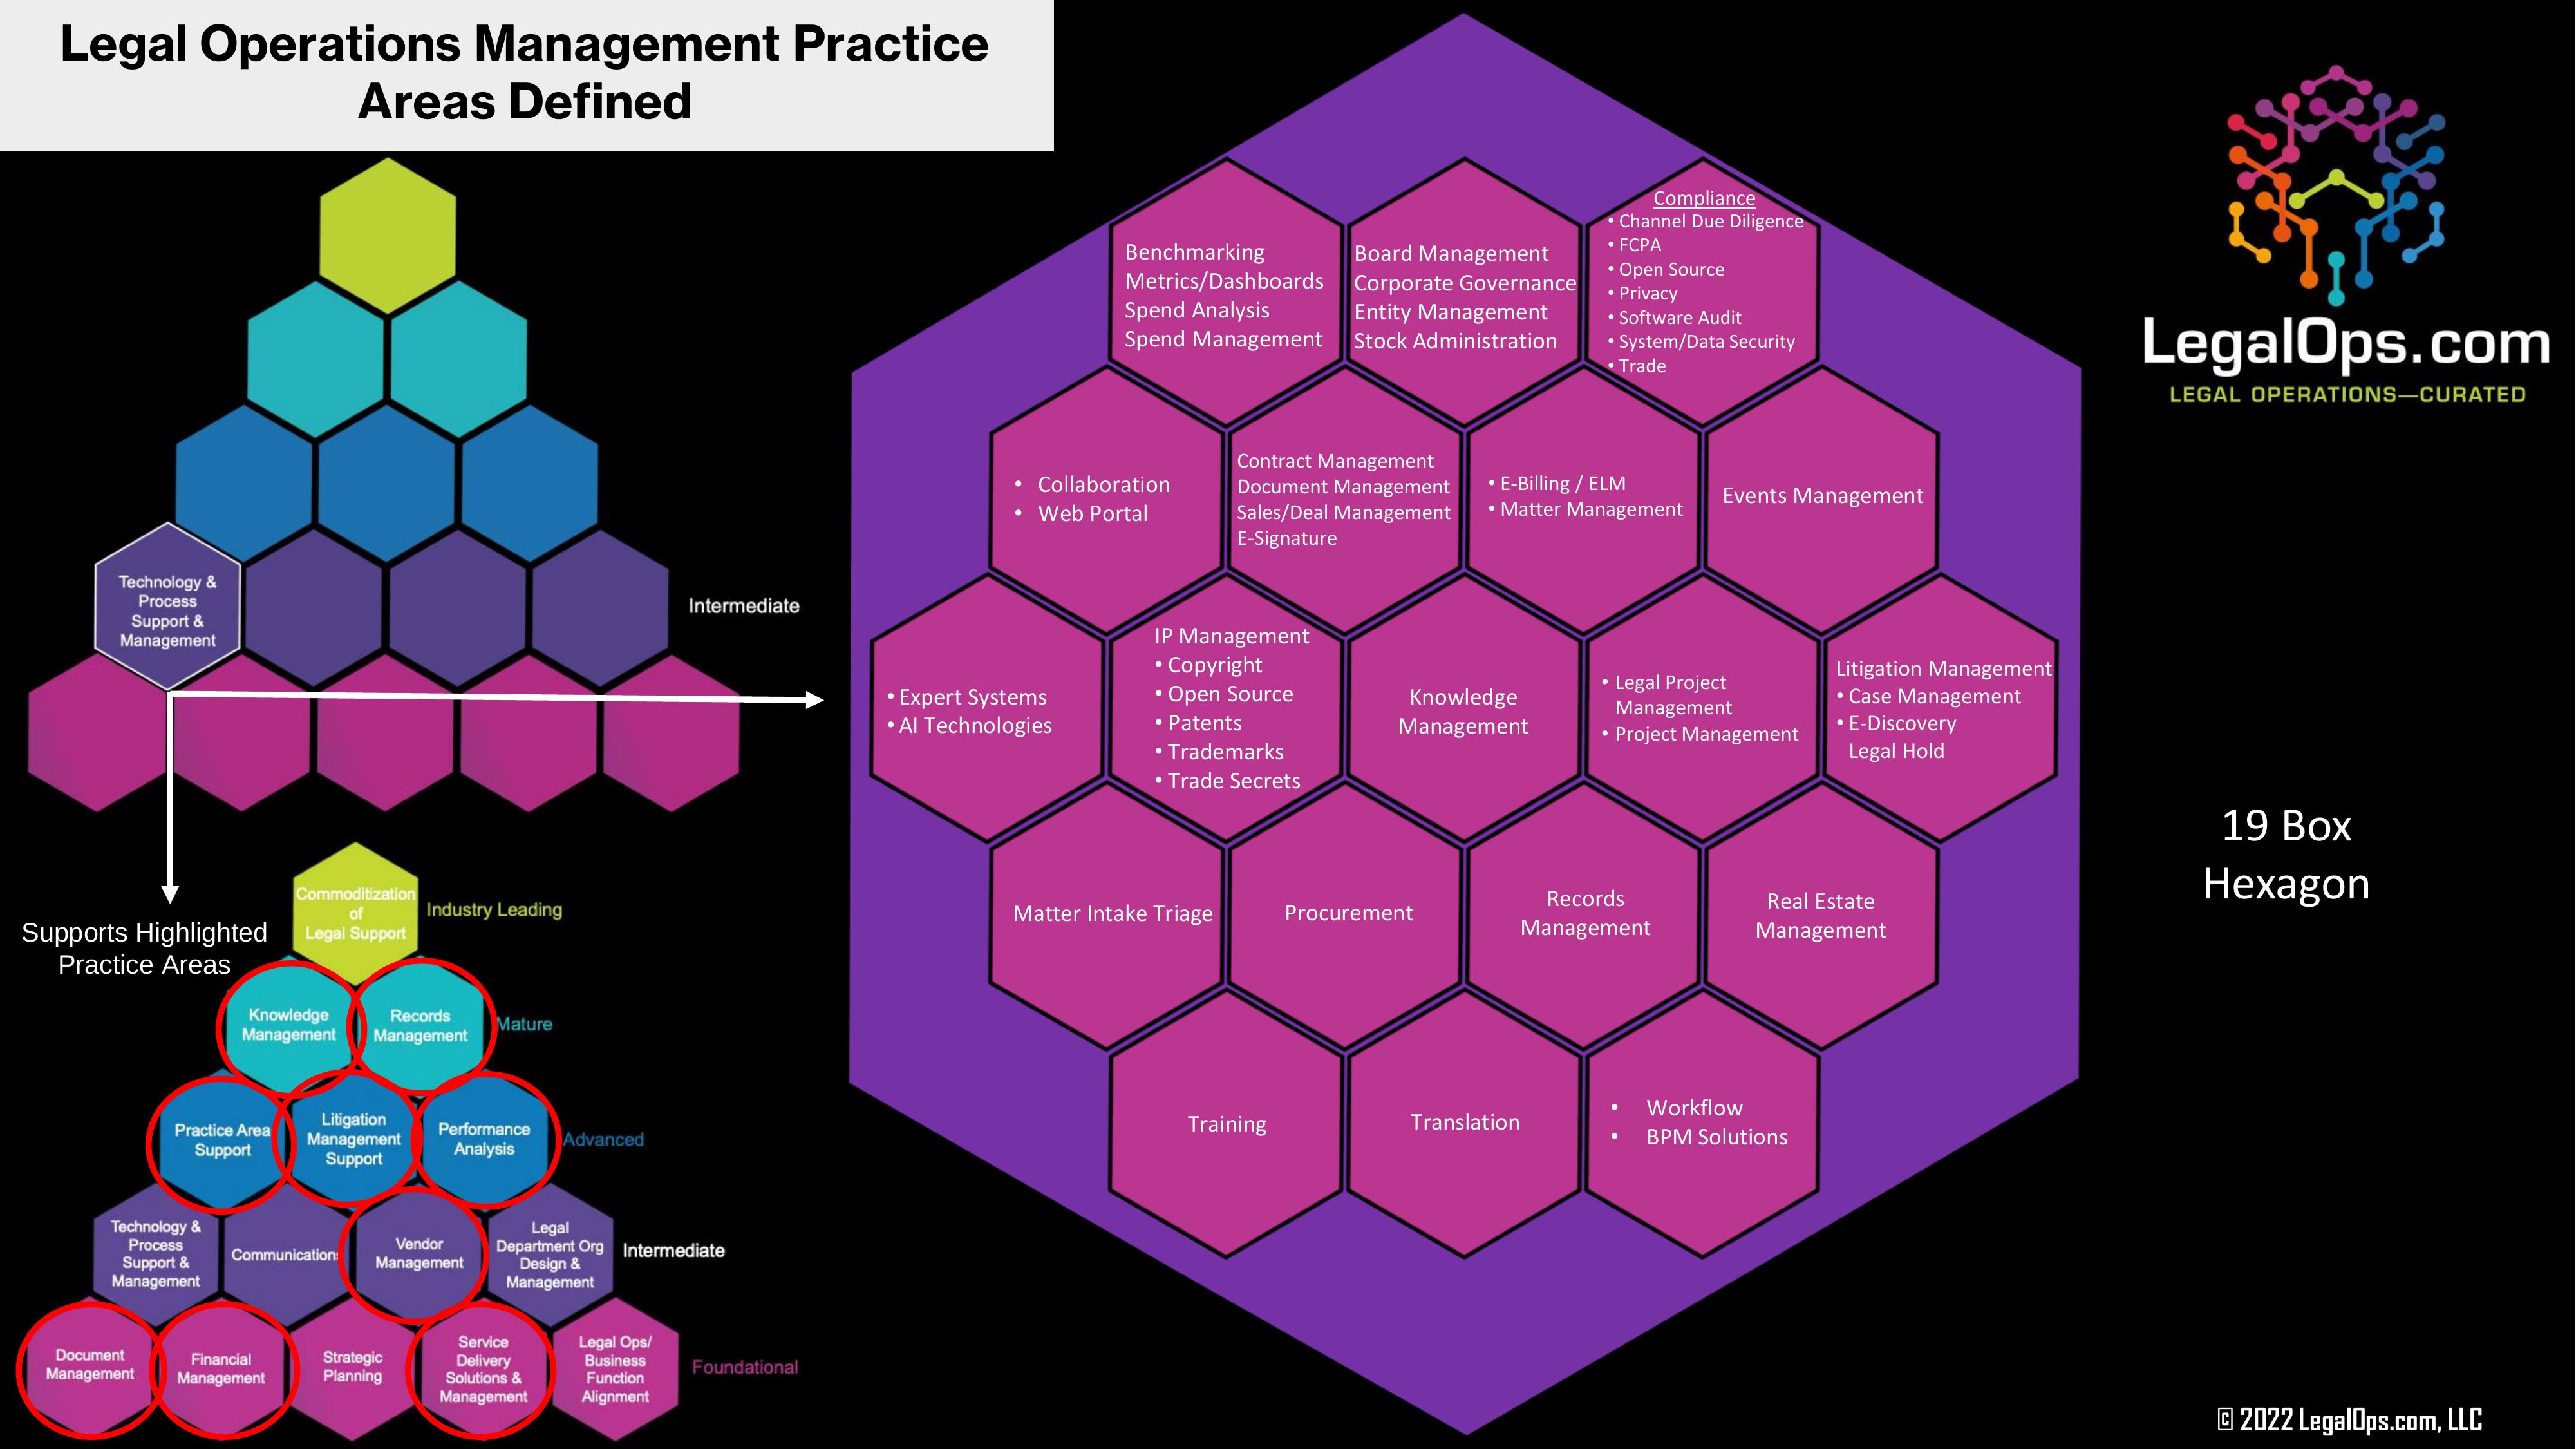 Legal Operations Management Practice
Areas Defined
Technology &
Process
Support &
Management
Intermediate
Supports Highlighted
Practice Areas
Commoditization
of
Legal Support
Industry Leading
Knowledge
Management
Records
Management
Mature
Practice Area
Support
Litigation
Management
Support
Performance
Analysis
Advanced
Technology &
Process
Support &
Management
Communications
Vendor
Management
Legal
Department Org
Design &
Management
Intermediate
Document
Management
Financial
Management
Strategic
Planning
Service
Delivery
Solutions &
Management
Legal Ops/
Business
Function
Alignment
Foundational
Benchmarking
Metrics/Dashboards
Spend Analysis
Spend Management
Board Management
Corporate Governance
Entity Management
Stock Administration
Compliance
• Channel Due Diligence
• FCPA
• Open Source
• Privacy
• Software Audit
• System/Data Security
• Trade
• Collaboration
• Web Portal
Contract Management
Document Management
Sales/Deal Management
E-Signature
• E-Billing / ELM
• Matter Management
Events Management
• Expert Systems
• AI Technologies
IP Management
• Copyright
• Open Source
• Patents
• Trademarks
• Trade Secrets
Knowledge
Management
• Legal Project
Management
• Project Management
Litigation Management
• Case Management
• E-Discovery
Legal Hold
Matter Intake Triage
Procurement
Records
Management
Real Estate
Management
Training
Translation
• Workflow
• BPM Solutions
LegalOps.com
LEGAL OPERATIONS—CURATED
19 Box
Hexagon
© 2022 LegalOps.com, LLC